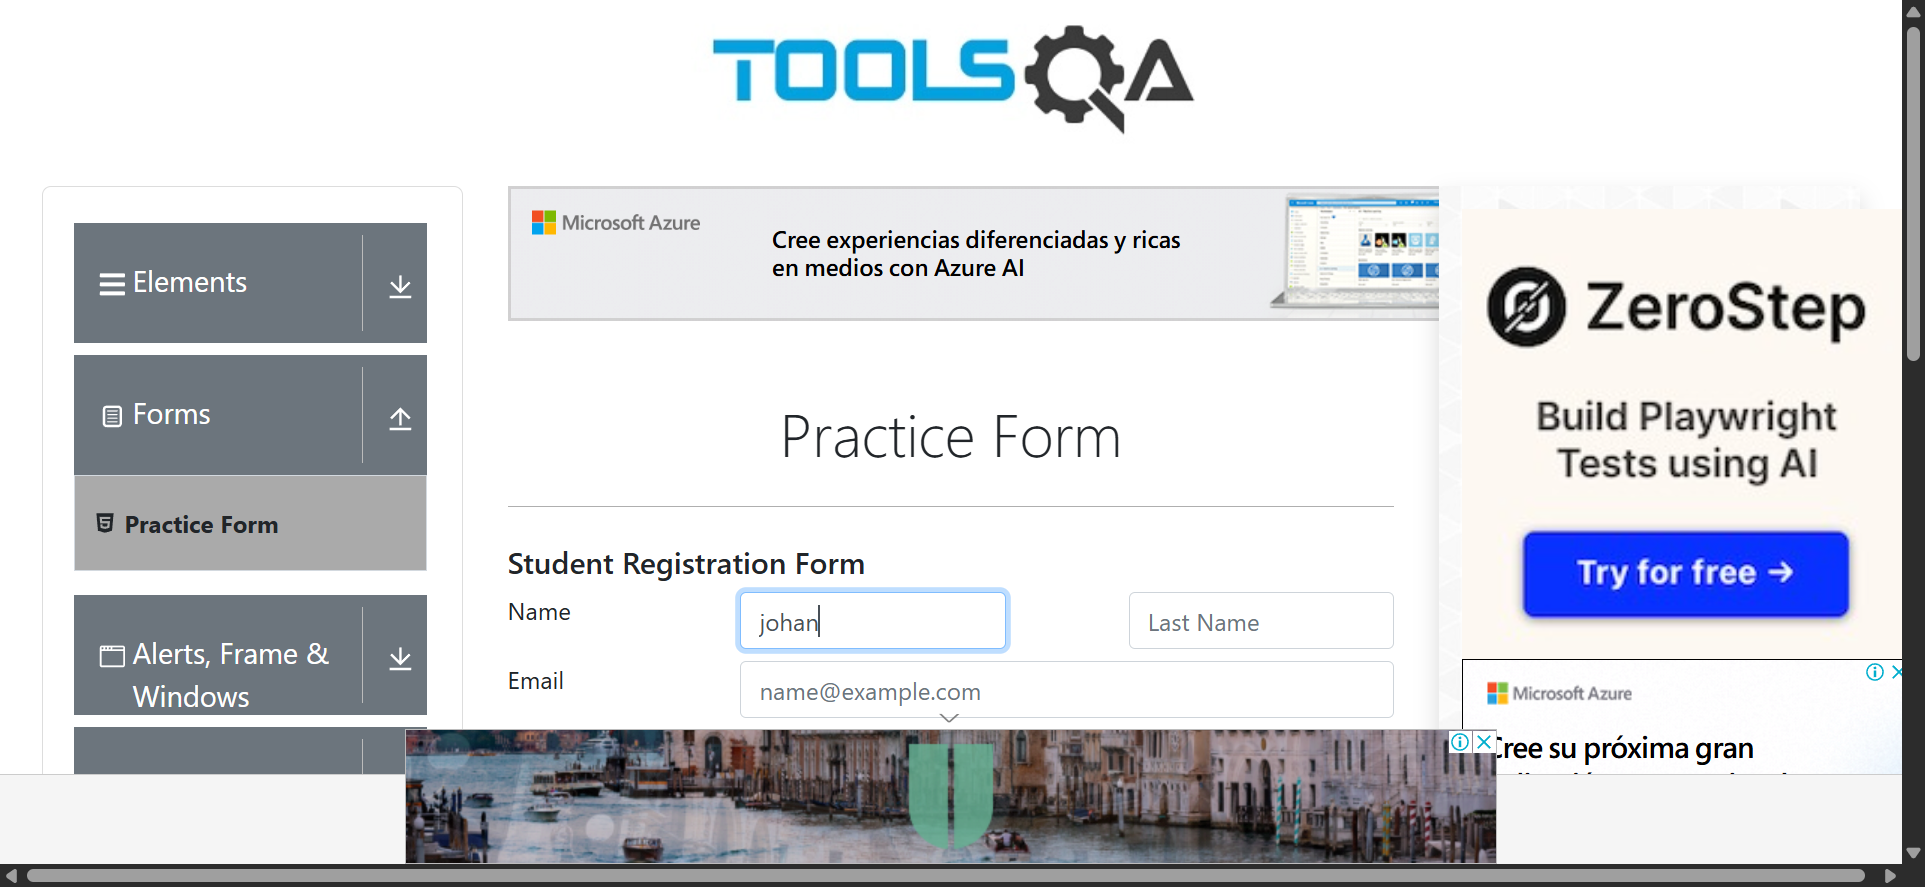 TOOLSQA
Elements
Forms
Practice Form
Alerts, Frame &
Windows
Microsoft Azure
Cree experiencias diferenciadas y ricas
en medios con Azure AI
Practice Form
Student Registration Form
Name
johan
Last Name
Email
name@example.com
ZeroStep
Build Playwright
Tests using AI
Try for free →
Microsoft Azure
Cree su próxima gran